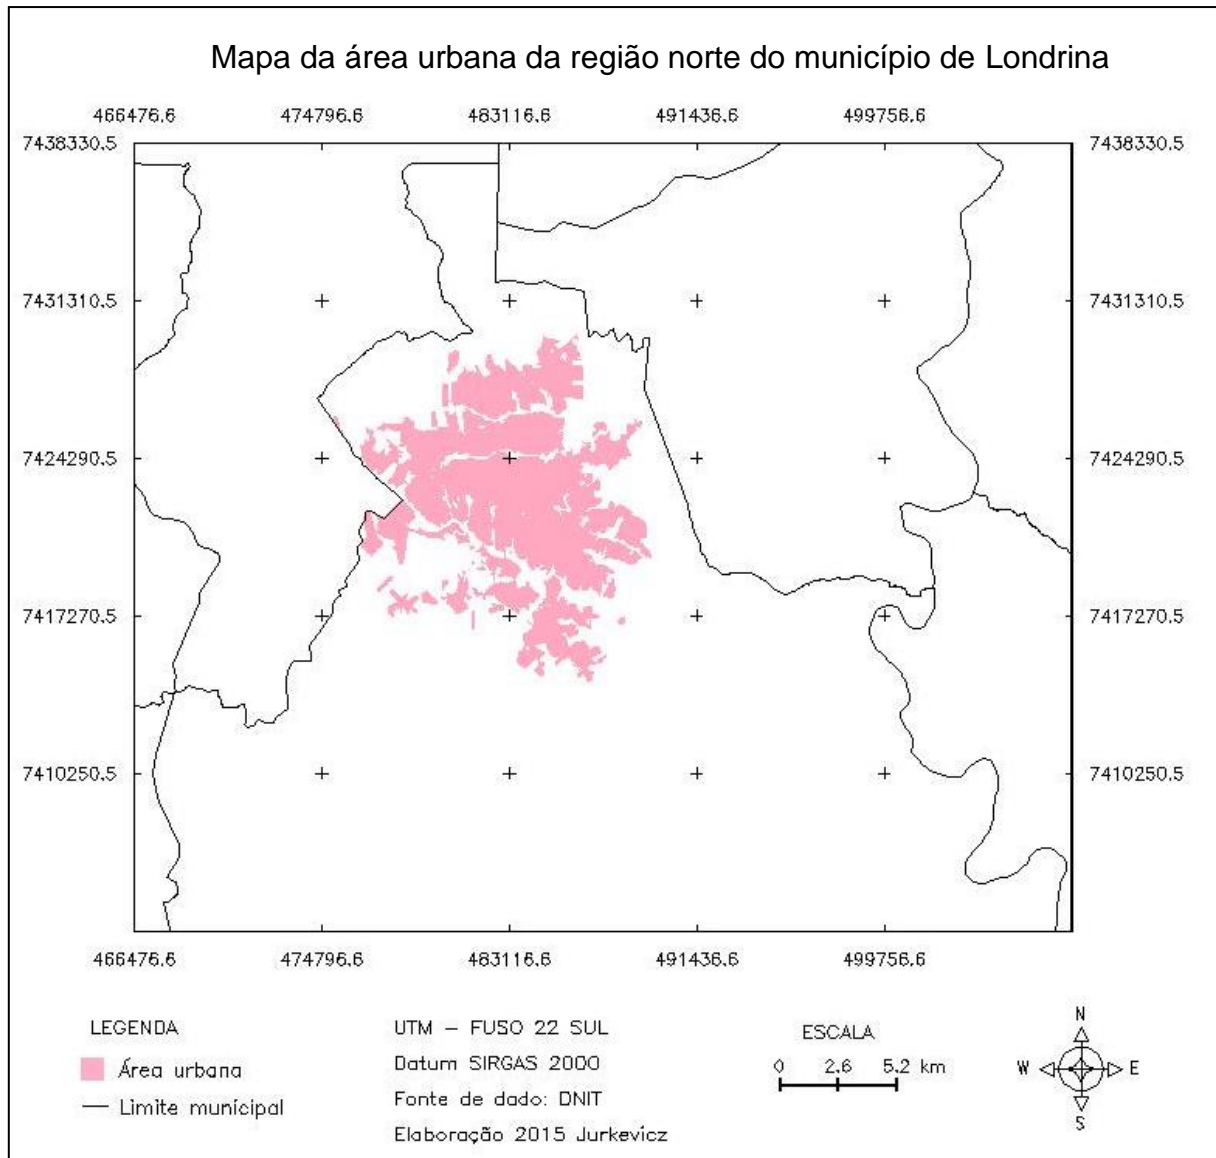 Mapa da área urbana da região norte do município de Londrina
466476.6 474796.6 483116.6 491436.6 499756.6
7438330.5 7438330.5
7431310.5 7431310.5
7424290.5 7424290.5
7417270.5 7417270.5
7410250.5 7410250.5
466476.6 474796.6 483116.6 491436.6 499756.6
LEGENDA
Área urbana
Limite municipal
UTM – FUSO 22 SUL
Datum SIRGAS 2000
Fonte de dado: DNIT
Elaboração 2015 Jurkevicz
ESCALA
0 2.6 5.2 km
N
W E
S